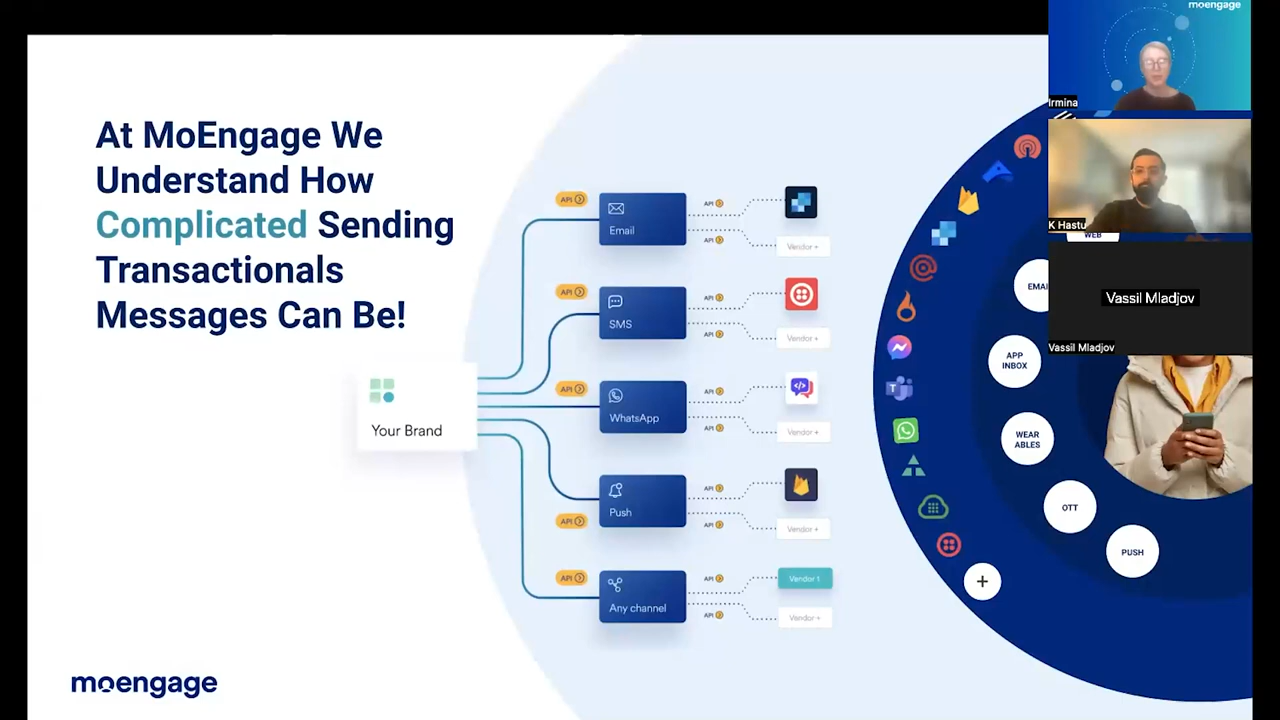 At MoEngage We
Understand How
Complicated Sending
Transactionals
Messages Can Be!
Your Brand
API
Email
API
API
Vendor +
API
SMS
API
API
Vendor +
API
WhatsApp
API
API
Vendor +
API
Push
API
API
Vendor +
API
Any channel
API
API
Vendor 1
Vendor +
WEB
EMAI
APP
INBOX
WEAR
ABLES
OTT
PUSH
+
T
moengage
Irmina
K Hastu
Vassil Mladjov
Vassil Mladjov
moengage